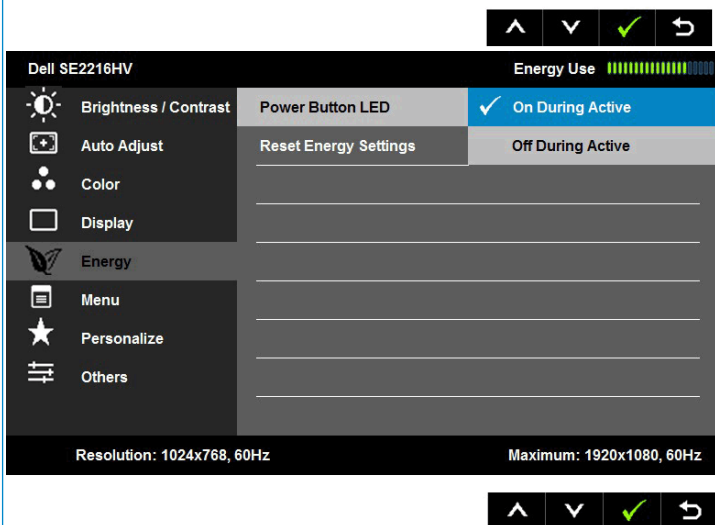 Dell SE2216HV Energy Use
Brightness / Contrast Power Button LED On During Active
Auto Adjust Reset Energy Settings Off During Active
Color
Display
Energy
Menu
Personalize
Others
Resolution: 1024x768, 60Hz Maximum: 1920x1080, 60Hz